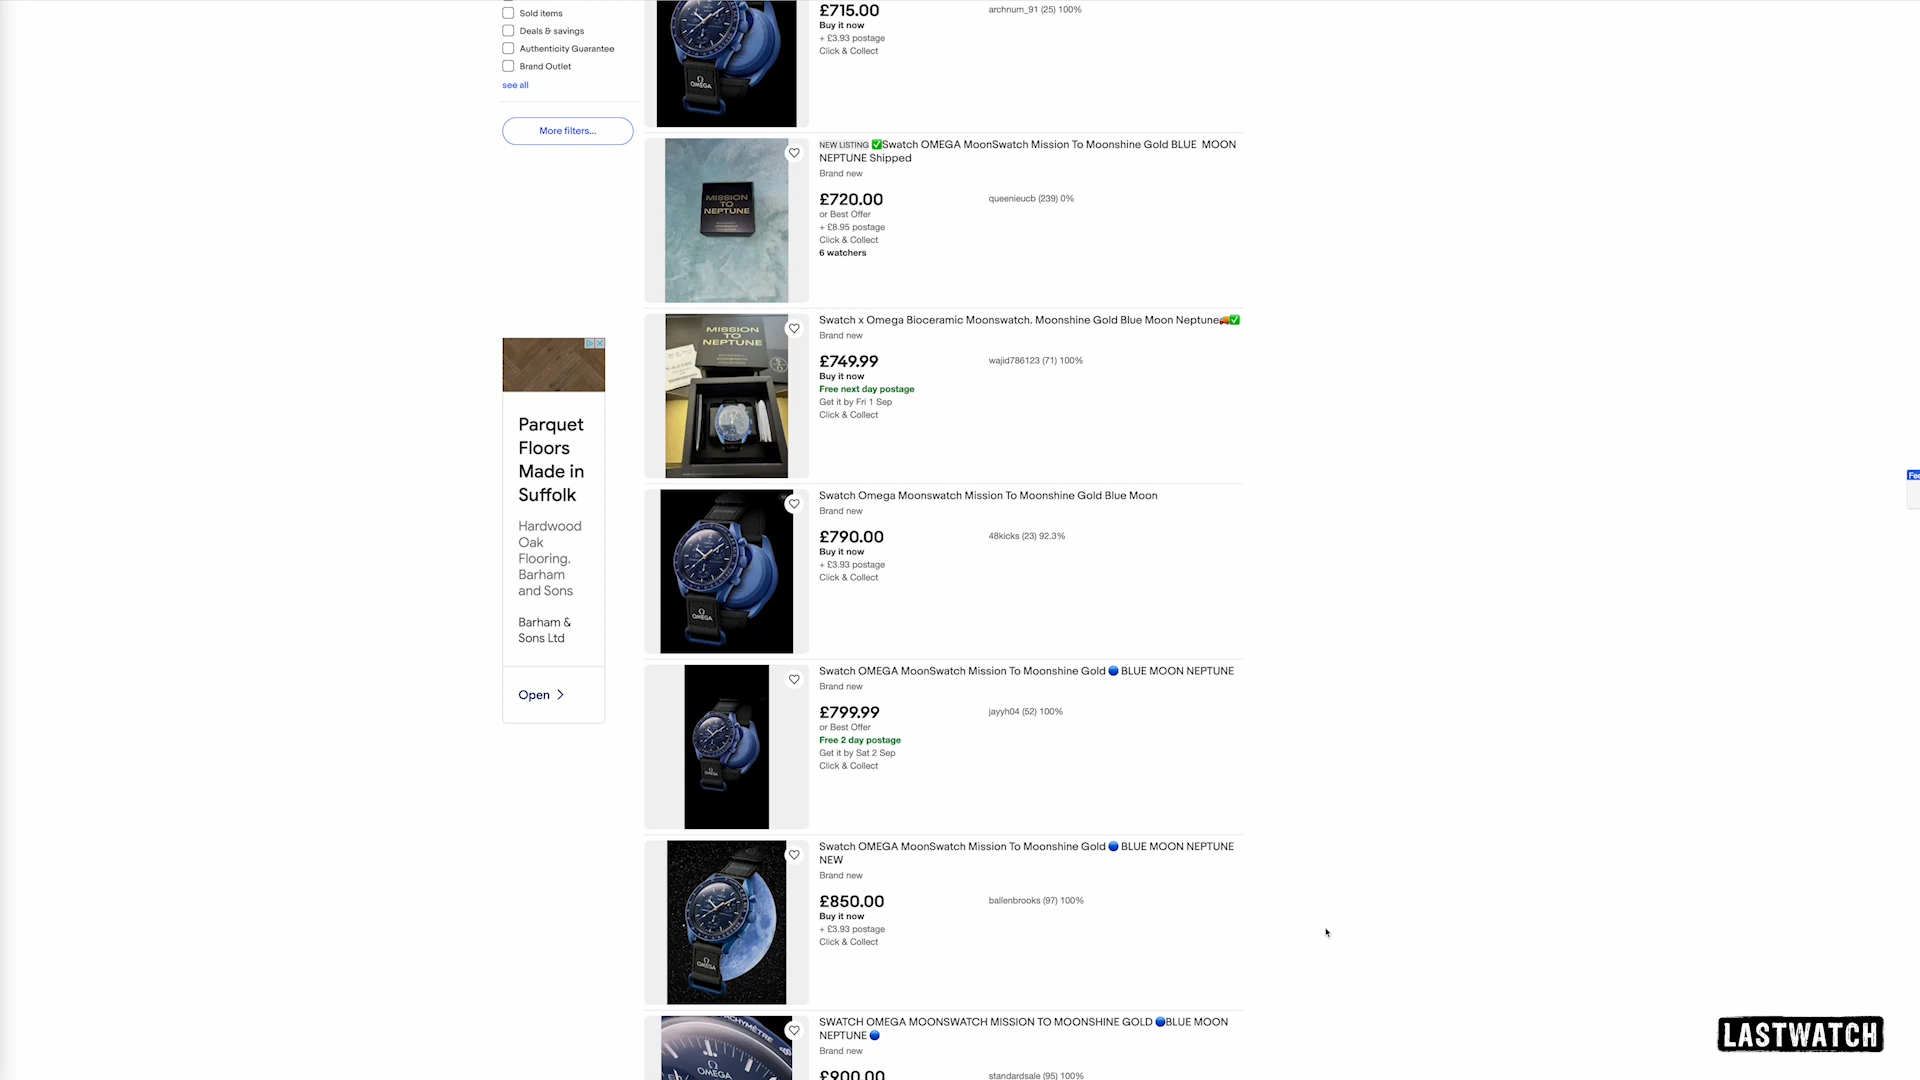 Sold items
Deals & savings
Authenticity Guarantee
Brand Outlet
see all
More filters...
Parquet
Floors
Made in
Suffolk
Hardwood
Oak
Flooring.
Barham
and Sons
Barham &
Sons Ltd
Open
OMEGA
£715.00
archnum_91 (25) 100%
Buy it now
+ £3.93 postage
Click & Collect
MISSION
TO
NEPTUNE
NEW LISTING ✅Swatch OMEGA MoonSwatch Mission To Moonshine Gold BLUE MOON
NEPTUNE Shipped
Brand new
£720.00
queenieucb (239) 0%
or Best Offer
+ £8.95 postage
Click & Collect
6 watchers
MISSION
TO
NEPTUNE
Swatch x Omega Bioceramic Moonswatch. Moonshine Gold Blue Moon Neptune🚚✅
Brand new
£749.99
wajid786123 (71) 100%
Buy it now
Free next day postage
Get it by Fri 1 Sep
Click & Collect
OMEGA
Swatch Omega Moonswatch Mission To Moonshine Gold Blue Moon
Brand new
£790.00
48kicks (23) 92.3%
Buy it now
+ £3.93 postage
Click & Collect
OMEGA
Swatch OMEGA MoonSwatch Mission To Moonshine Gold 🔵 BLUE MOON NEPTUNE
Brand new
£799.99
jayyh04 (52) 100%
or Best Offer
Free 2 day postage
Get it by Sat 2 Sep
Click & Collect
OMEGA
Swatch OMEGA MoonSwatch Mission To Moonshine Gold 🔵 BLUE MOON NEPTUNE
NEW
Brand new
£850.00
ballenbrooks (97) 100%
Buy it now
+ £3.93 postage
Click & Collect
OMEGA
SWATCH OMEGA MOONSWATCH MISSION TO MOONSHINE GOLD 🔵BLUE MOON
NEPTUNE 🔵
Brand new
£900.00
standardsale (95) 100%
LASTWATCH